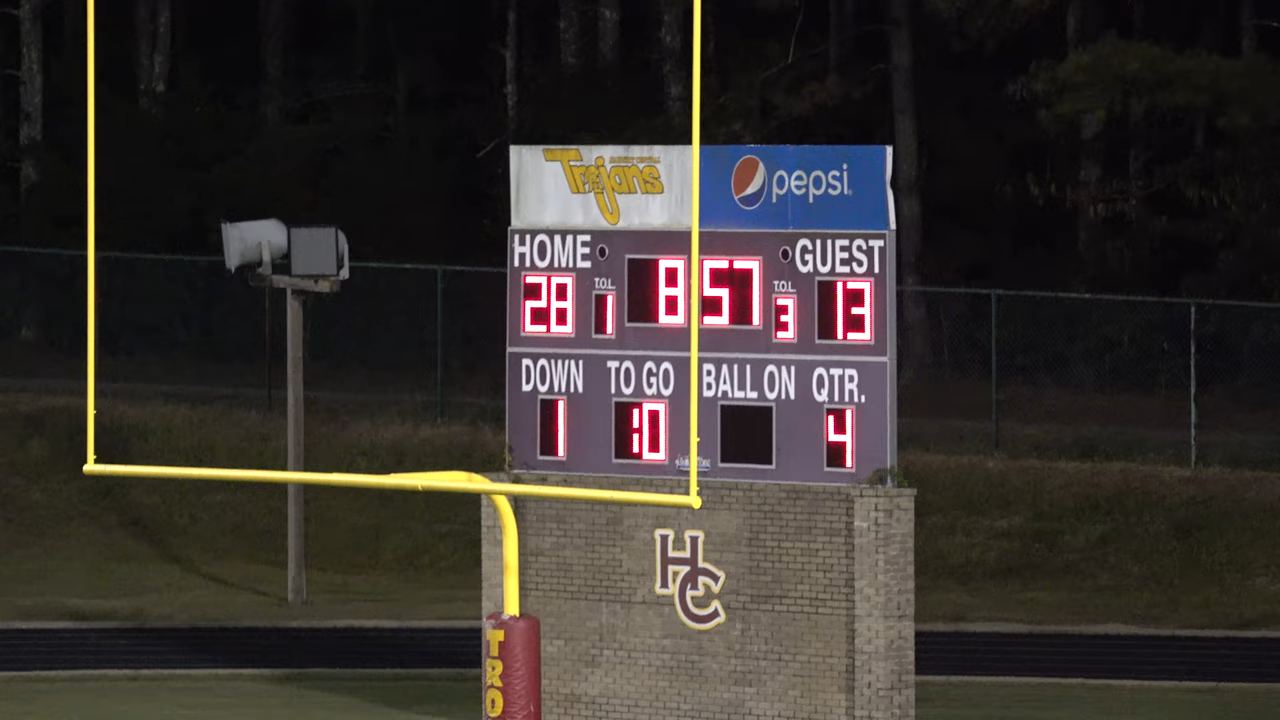 Trojans
pepsi
HOME
GUEST
28
T.O.L.
1
8 57
T.O.L.
3
13
DOWN
TO GO
BALL ON
QTR.
1
10
4
HC
TRO